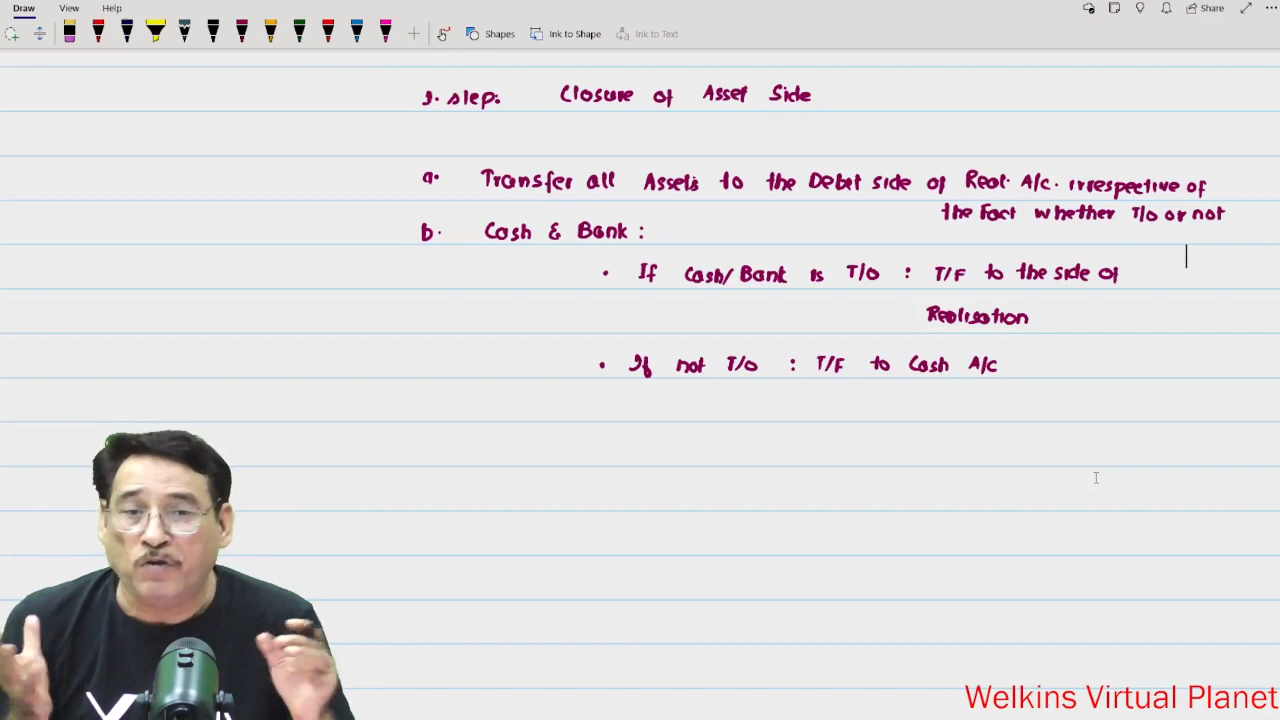 Draw View Help
Share
Shapes Ink to Shape Ink to Text
1. step: Closure of Asset Side
a. Transfer all Assets to the Debit side of Real. A/c. irrespective of
the Fact whether T/o or not
b. Cash & Bank :
• If Cash/Bank is T/O : T/F to the side of
Realisation
• If not T/O : T/F to Cash A/C
Welkins Virtual Planet